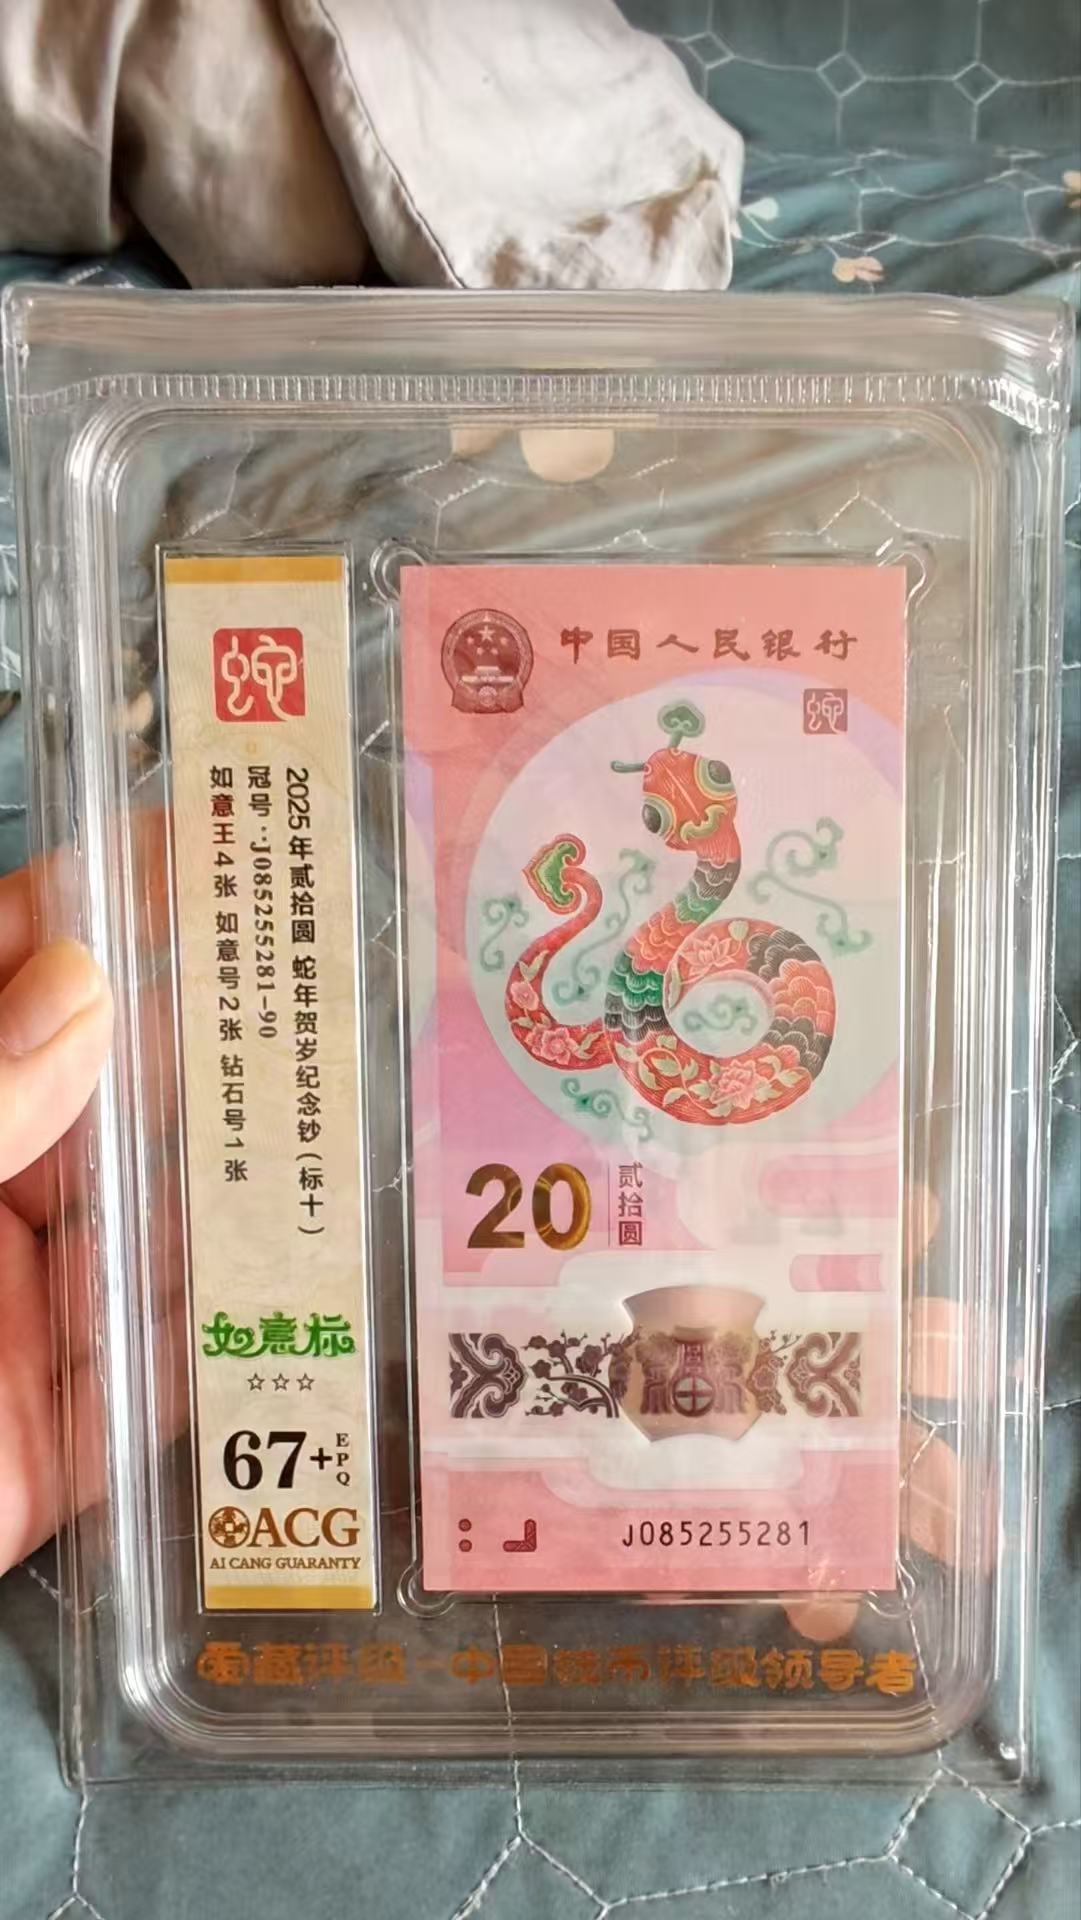 蛇
2025年贰拾圆 蛇年贺岁纪念钞(标十)
冠号:J085255281-90
如意王4张 如意号2张 钻石号1张
如意标
☆☆☆
67+EPQ
ACG
AI CANG GUARANTY
中国人民银行
蛇
20
贰拾圆
福
J085255281
爱藏评级-中国钱币评级领导者